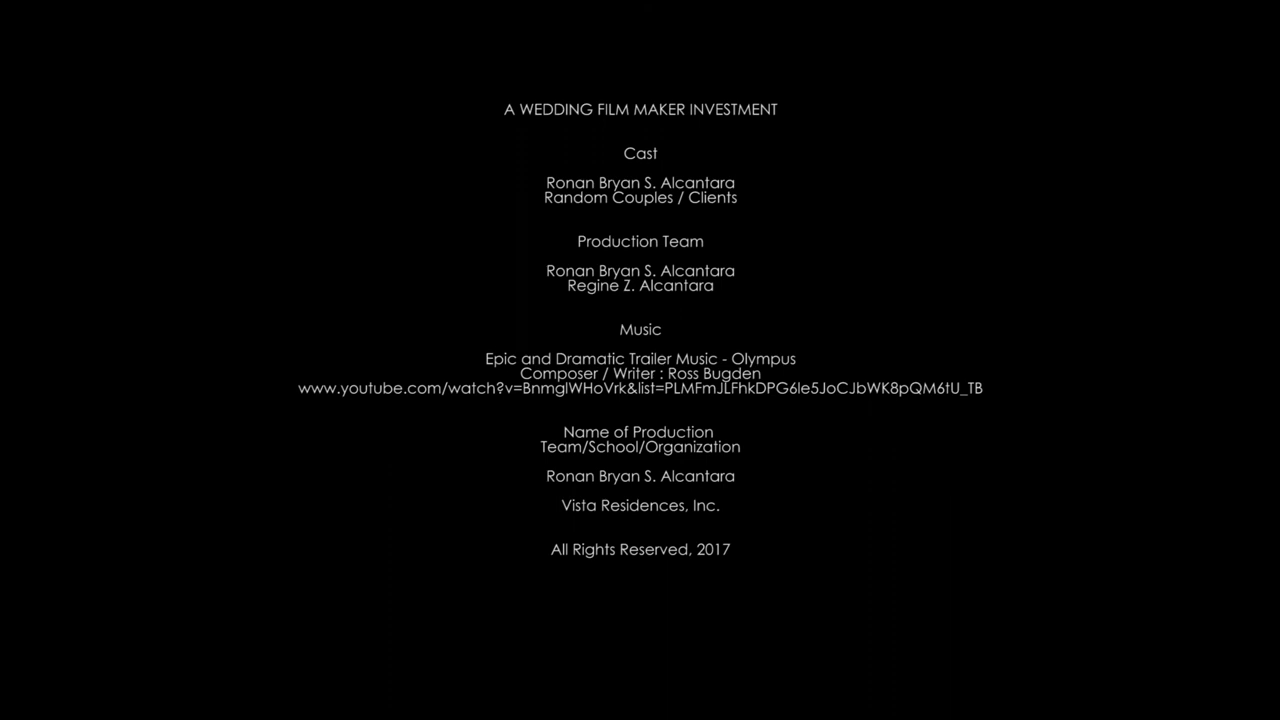 A WEDDING FILM MAKER INVESTMENT
Cast
Ronan Bryan S. Alcantara
Random Couples / Clients
Production Team
Ronan Bryan S. Alcantara
Regine Z. Alcantara
Music
Epic and Dramatic Trailer Music - Olympus
Composer / Writer : Ross Bugden
www.youtube.com/watch?v=BnmglWHoVrk&list=PLMFmJLFhkDPG6le5JoCJbWK8pQM6tU_TB
Name of Production
Team/School/Organization
Ronan Bryan S. Alcantara
Vista Residences, Inc.
All Rights Reserved, 2017